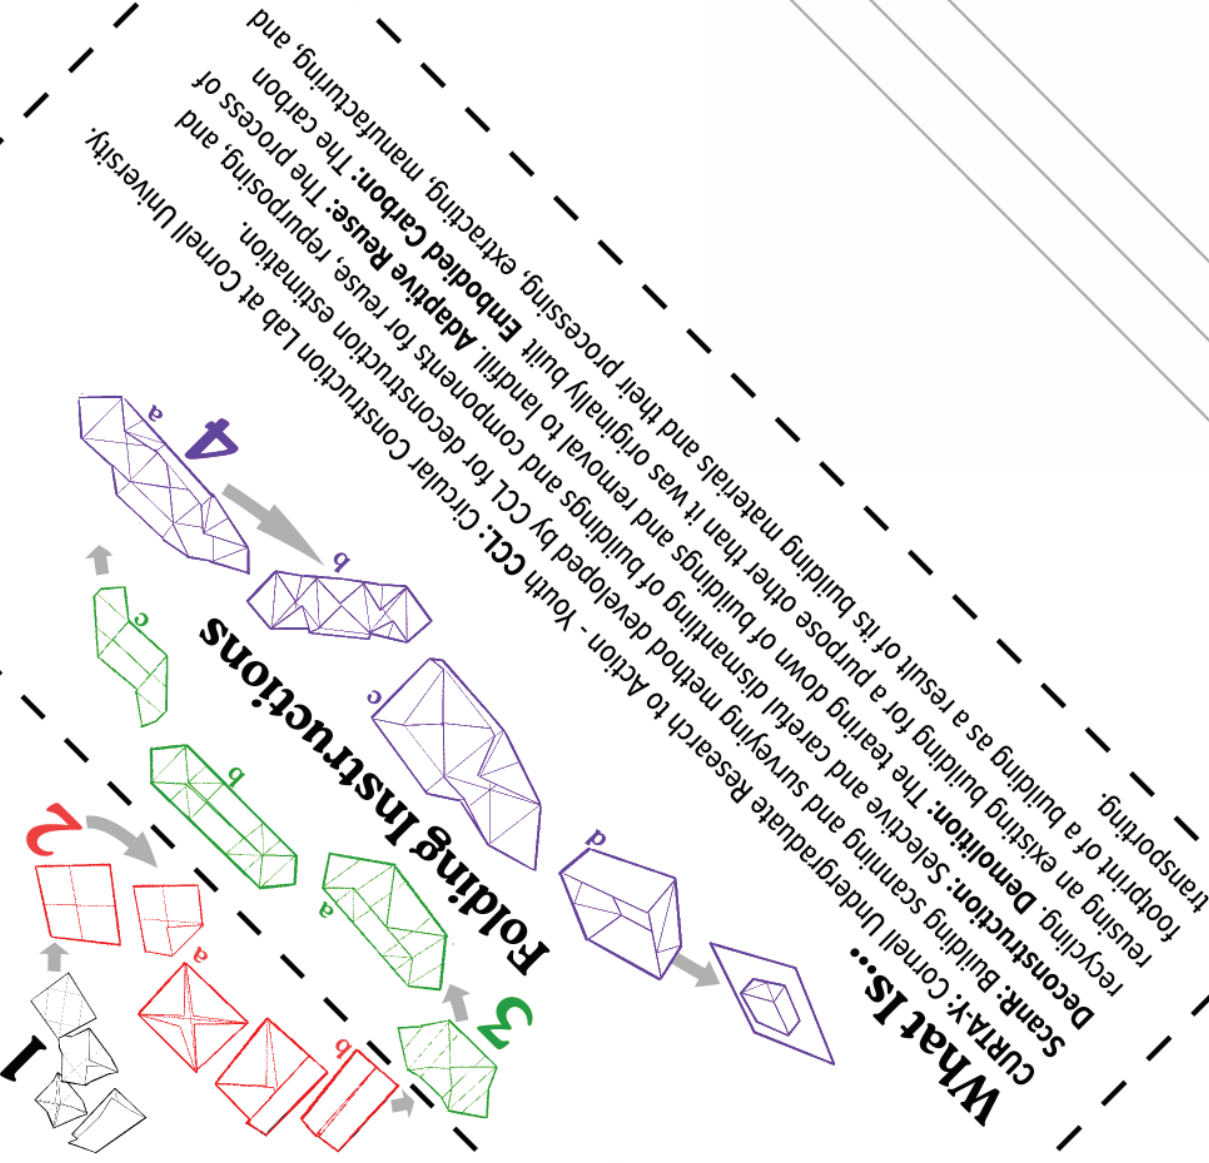 What Is...
CURTA-Y: Cornell Undergraduate Research to Action - Youth CCL: Circular Construction Lab at Cornell University.
ScanR: Building scanning and surveying method developed by CCL for deconstruction estimation.
Deconstruction: Selective and careful dismantling of buildings and components for reuse, repurposing, and
recycling. Demolition: The tearing down of buildings and removal to landfill. Adaptive Reuse: The process of
reusing an existing building for a purpose other than it was originally built Embodied Carbon: The carbon
footprint of a building as a result of its building materials and their processing, extracting, manufacturing, and
transporting.
Folding Instructions
1
2
a
b
3
a
b
c
4
a
b
c
d